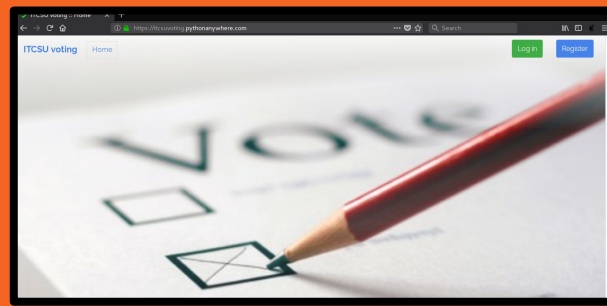 ITCSU voting :: Home
https://itcsuvoting.pythonanywhere.com
Search
ITCSU voting Home Log in Register
Vote